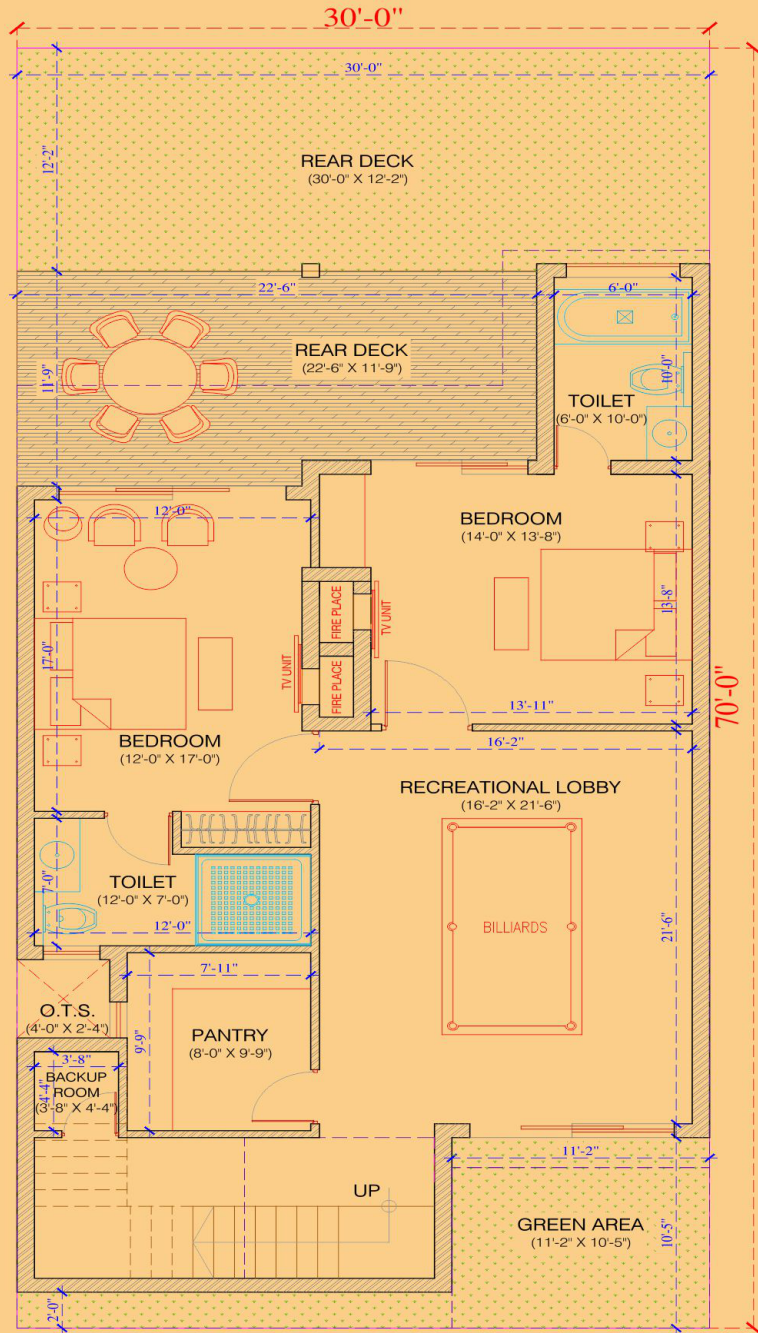 30'-0"
30'-0"
12'-2"
REAR DECK
(30'-0" X 12'-2")
22'-6"
6'-0"
REAR DECK
(22'-6" X 11'-9")
11'-9"
10'-0"
TOILET
(6'-0" X 10'-0")
12'-0"
BEDROOM
(14'-0" X 13'-8")
13'-8"
FIRE PLACE
TV UNIT
17'-0"
TV UNIT
FIRE PLACE
70'-0"
13'-11"
BEDROOM
(12'-0" X 17'-0")
16'-2"
RECREATIONAL LOBBY
(16'-2" X 21'-6")
TOILET
(12'-0" X 7'-0")
7'-0"
12'-0"
BILLIARDS
21'-6"
7'-11"
O.T.S.
(4'-0" X 2'-4")
PANTRY
(8'-0" X 9'-9")
9'-9"
3'-8"
BACKUP
ROOM
(3'-8" X 4'-4")
4'-4"
11'-2"
UP
GREEN AREA
(11'-2" X 10'-5")
10'-5"
2'-0"